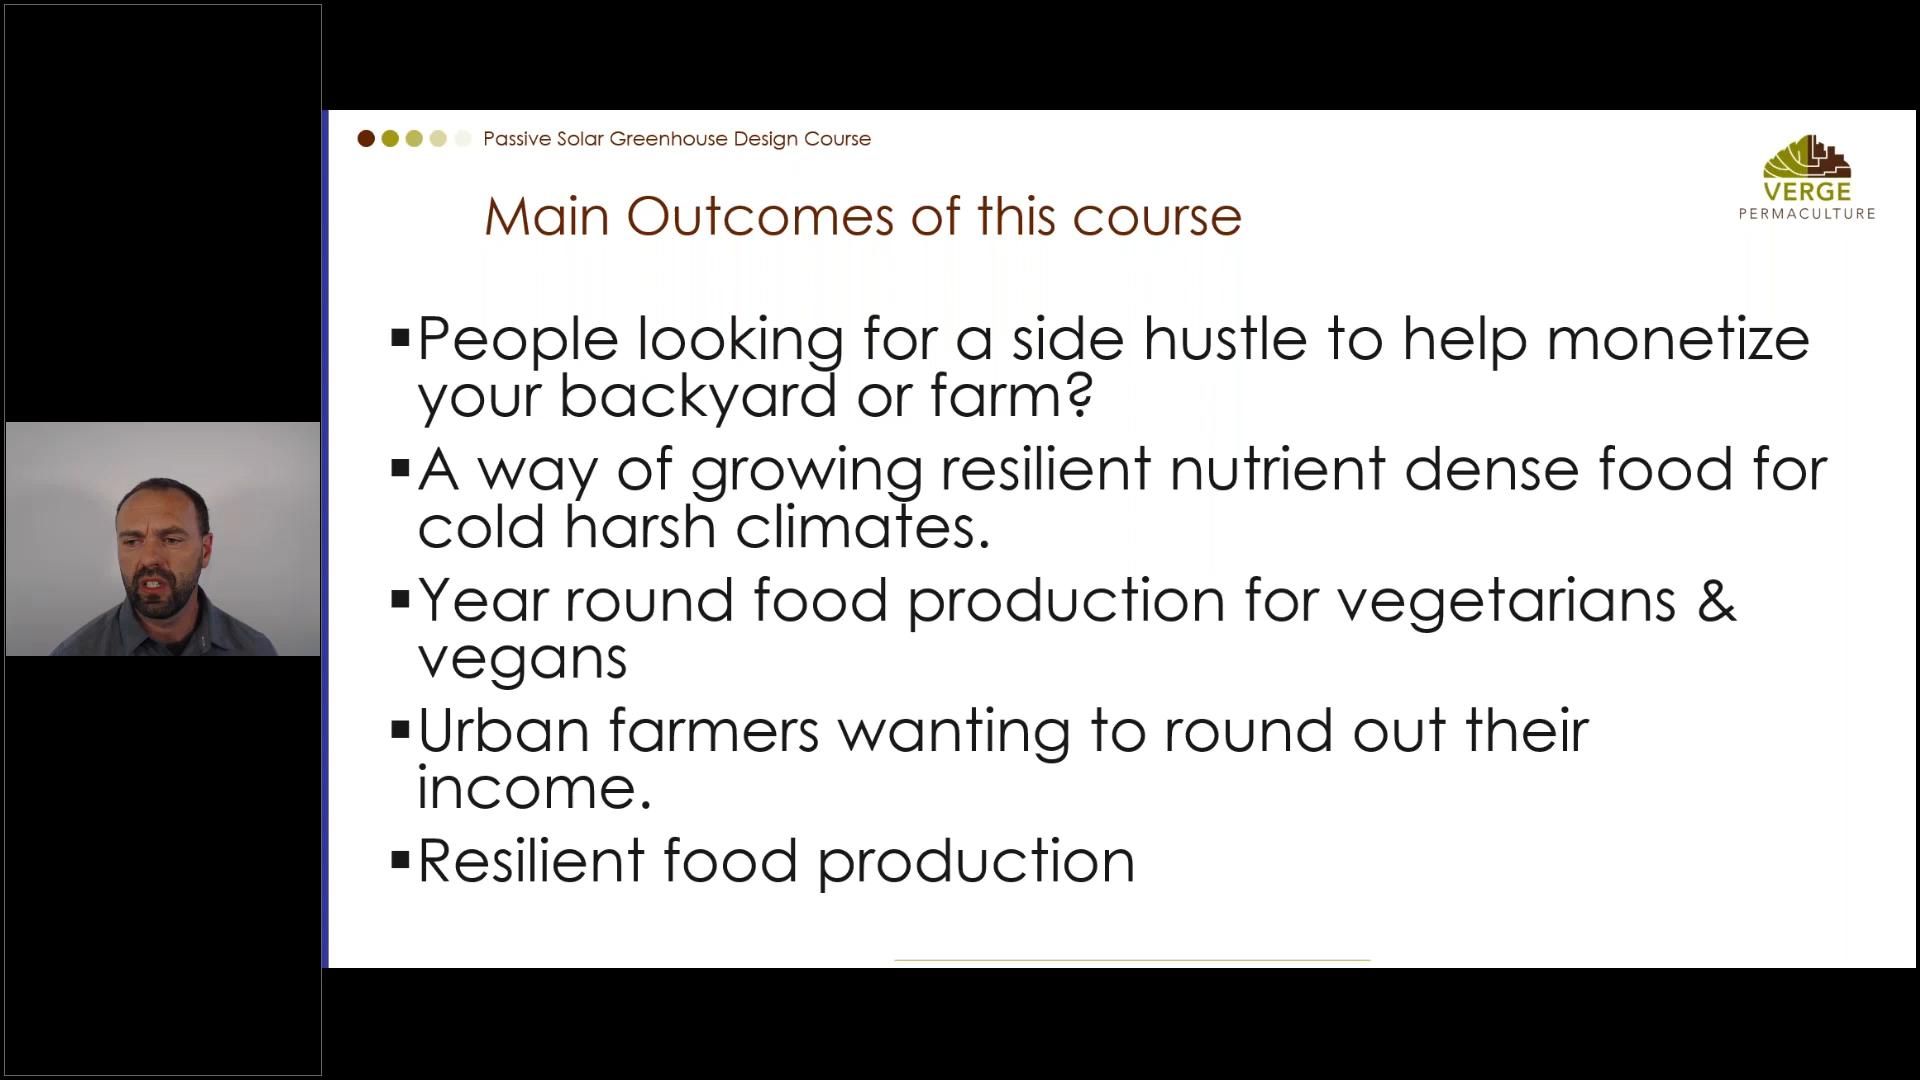 Passive Solar Greenhouse Design Course
VERGE
PERMACULTURE
Main Outcomes of this course
▪People looking for a side hustle to help monetize
your backyard or farm?
▪A way of growing resilient nutrient dense food for
cold harsh climates.
▪Year round food production for vegetarians &
vegans
▪Urban farmers wanting to round out their
income.
▪Resilient food production